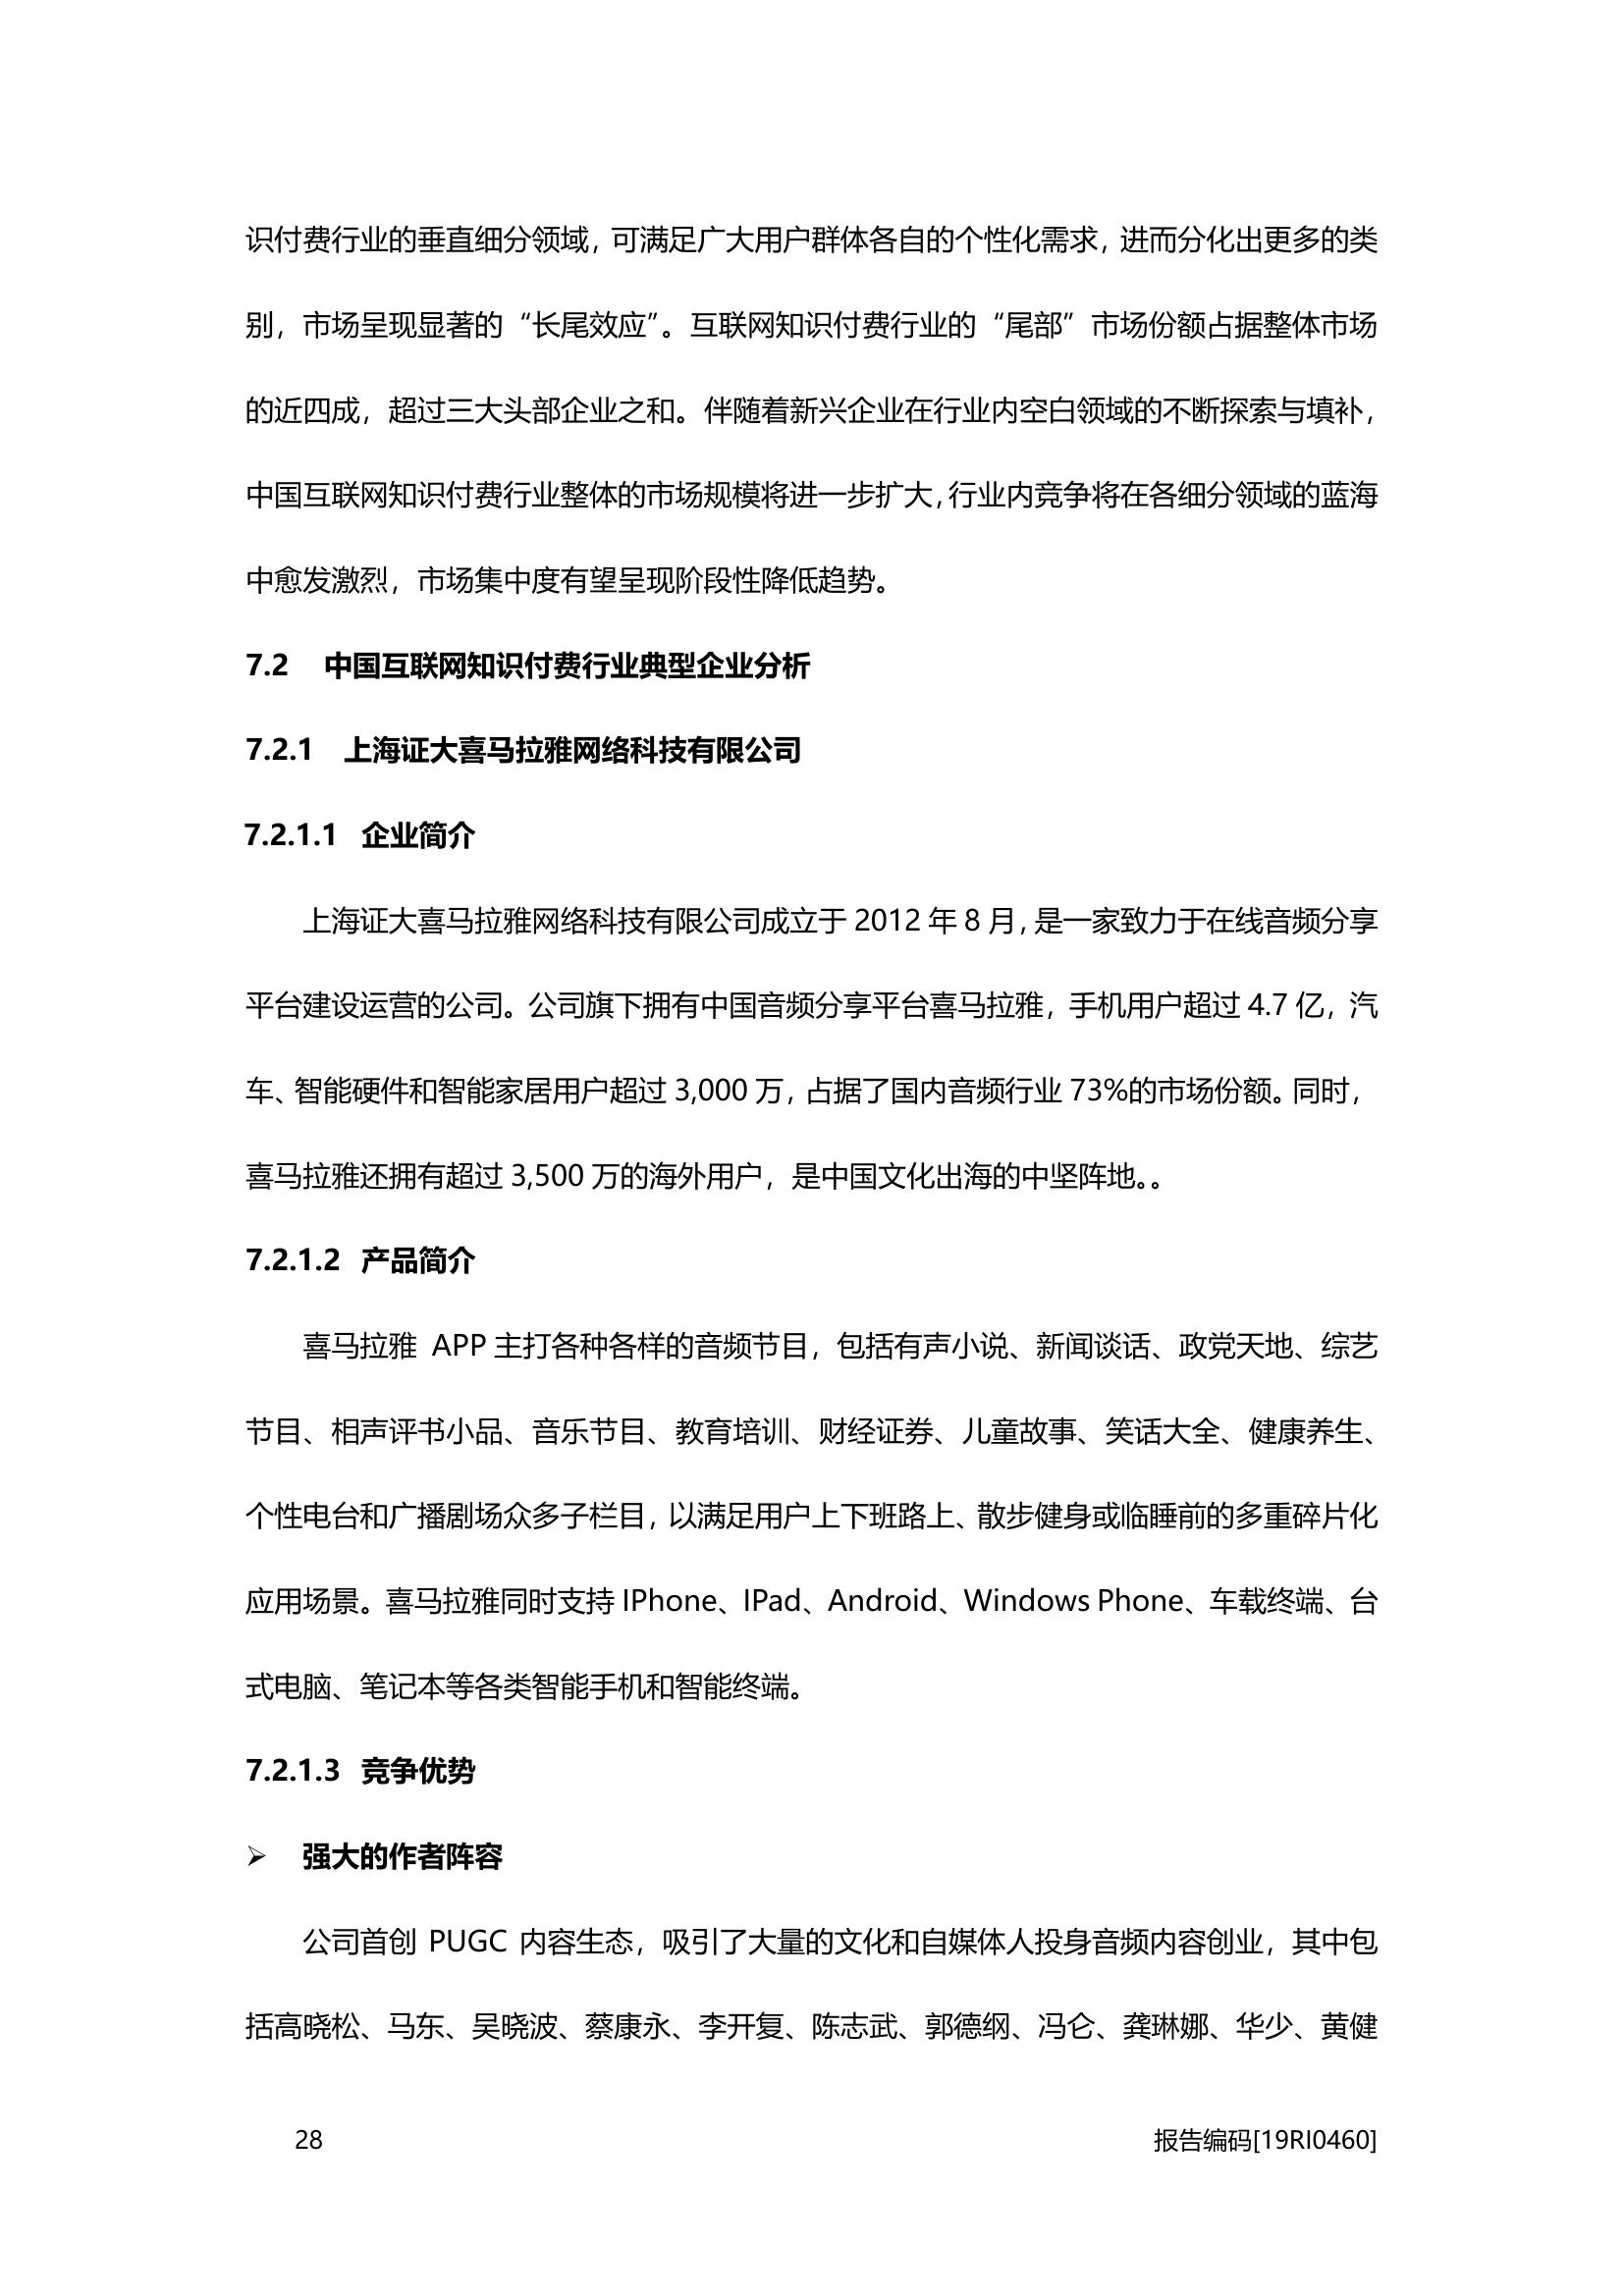 识付费行业的垂直细分领域，可满足广大用户群体各自的个性化需求，进而分化出更多的类
别，市场呈现显著的“长尾效应”。互联网知识付费行业的“尾部”市场份额占据整体市场
的近四成，超过三大头部企业之和。伴随着新兴企业在行业内空白领域的不断探索与填补，
中国互联网知识付费行业整体的市场规模将进一步扩大，行业内竞争将在各细分领域的蓝海
中愈发激烈，市场集中度有望呈现阶段性降低趋势。
7.2 中国互联网知识付费行业典型企业分析
7.2.1 上海证大喜马拉雅网络科技有限公司
7.2.1.1 企业简介
上海证大喜马拉雅网络科技有限公司成立于 2012 年 8 月，是一家致力于在线音频分享
平台建设运营的公司。公司旗下拥有中国音频分享平台喜马拉雅，手机用户超过 4.7 亿，汽
车、智能硬件和智能家居用户超过 3,000 万，占据了国内音频行业 73%的市场份额。同时，
喜马拉雅还拥有超过 3,500 万的海外用户，是中国文化出海的中坚阵地。。
7.2.1.2 产品简介
喜马拉雅 APP 主打各种各样的音频节目，包括有声小说、新闻谈话、政党天地、综艺
节目、相声评书小品、音乐节目、教育培训、财经证券、儿童故事、笑话大全、健康养生、
个性电台和广播剧场众多子栏目，以满足用户上下班路上、散步健身或临睡前的多重碎片化
应用场景。喜马拉雅同时支持 IPhone、IPad、Android、Windows Phone、车载终端、台
式电脑、笔记本等各类智能手机和智能终端。
7.2.1.3 竞争优势
➢ 强大的作者阵容
公司首创 PUGC 内容生态，吸引了大量的文化和自媒体人投身音频内容创业，其中包
括高晓松、马东、吴晓波、蔡康永、李开复、陈志武、郭德纲、冯仑、龚琳娜、华少、黄健
28 报告编码[19RI0460]